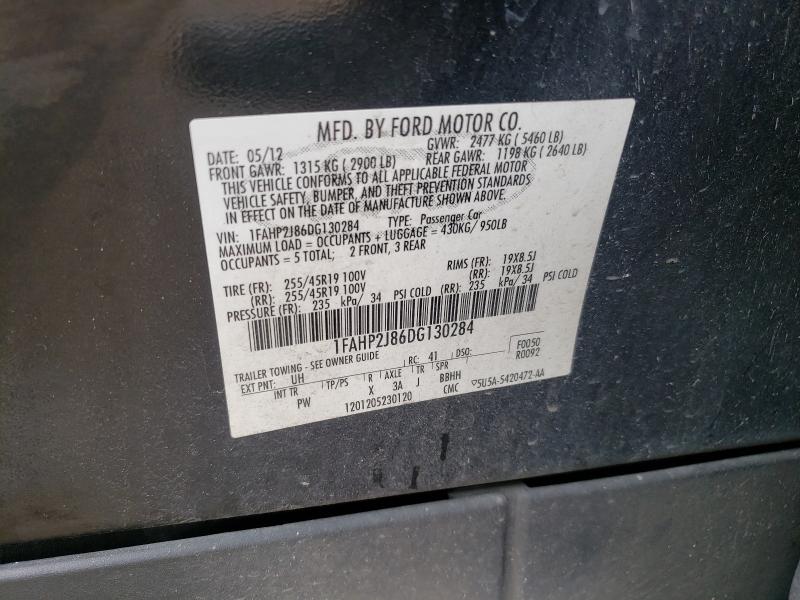 MFD. BY FORD MOTOR CO.
DATE: 05/12 GVWR: 2477 KG ( 5460 LB)
FRONT GAWR: 1315 KG ( 2900 LB) REAR GAWR: 1198 KG ( 2640 LB)
THIS VEHICLE CONFORMS TO ALL APPLICABLE FEDERAL MOTOR
VEHICLE SAFETY, BUMPER, AND THEFT PREVENTION STANDARDS
IN EFFECT ON THE DATE OF MANUFACTURE SHOWN ABOVE.
VIN: 1FAHP2J86DG130284 TYPE: Passenger Car
MAXIMUM LOAD = OCCUPANTS + LUGGAGE = 430KG/ 950LB
OCCUPANTS = 5 TOTAL; 2 FRONT, 3 REAR
TIRE (FR): 255/45R19 100V RIMS (FR): 19X8.5J
(RR): 255/45R19 100V (RR): 19X8.5J
PRESSURE (FR): 235 kPa/ 34 PSI COLD (RR): 235 kPa/ 34 PSI COLD
1FAHP2J86DG130284
TRAILER TOWING - SEE OWNER GUIDE F0050
EXT PNT: UH RC: 41 DSO: R0092
INT TR TP/PS R AXLE TR SPR
PW X 3A J BBHH
1201205230120 CMC ▽5U5A-5420472-AA